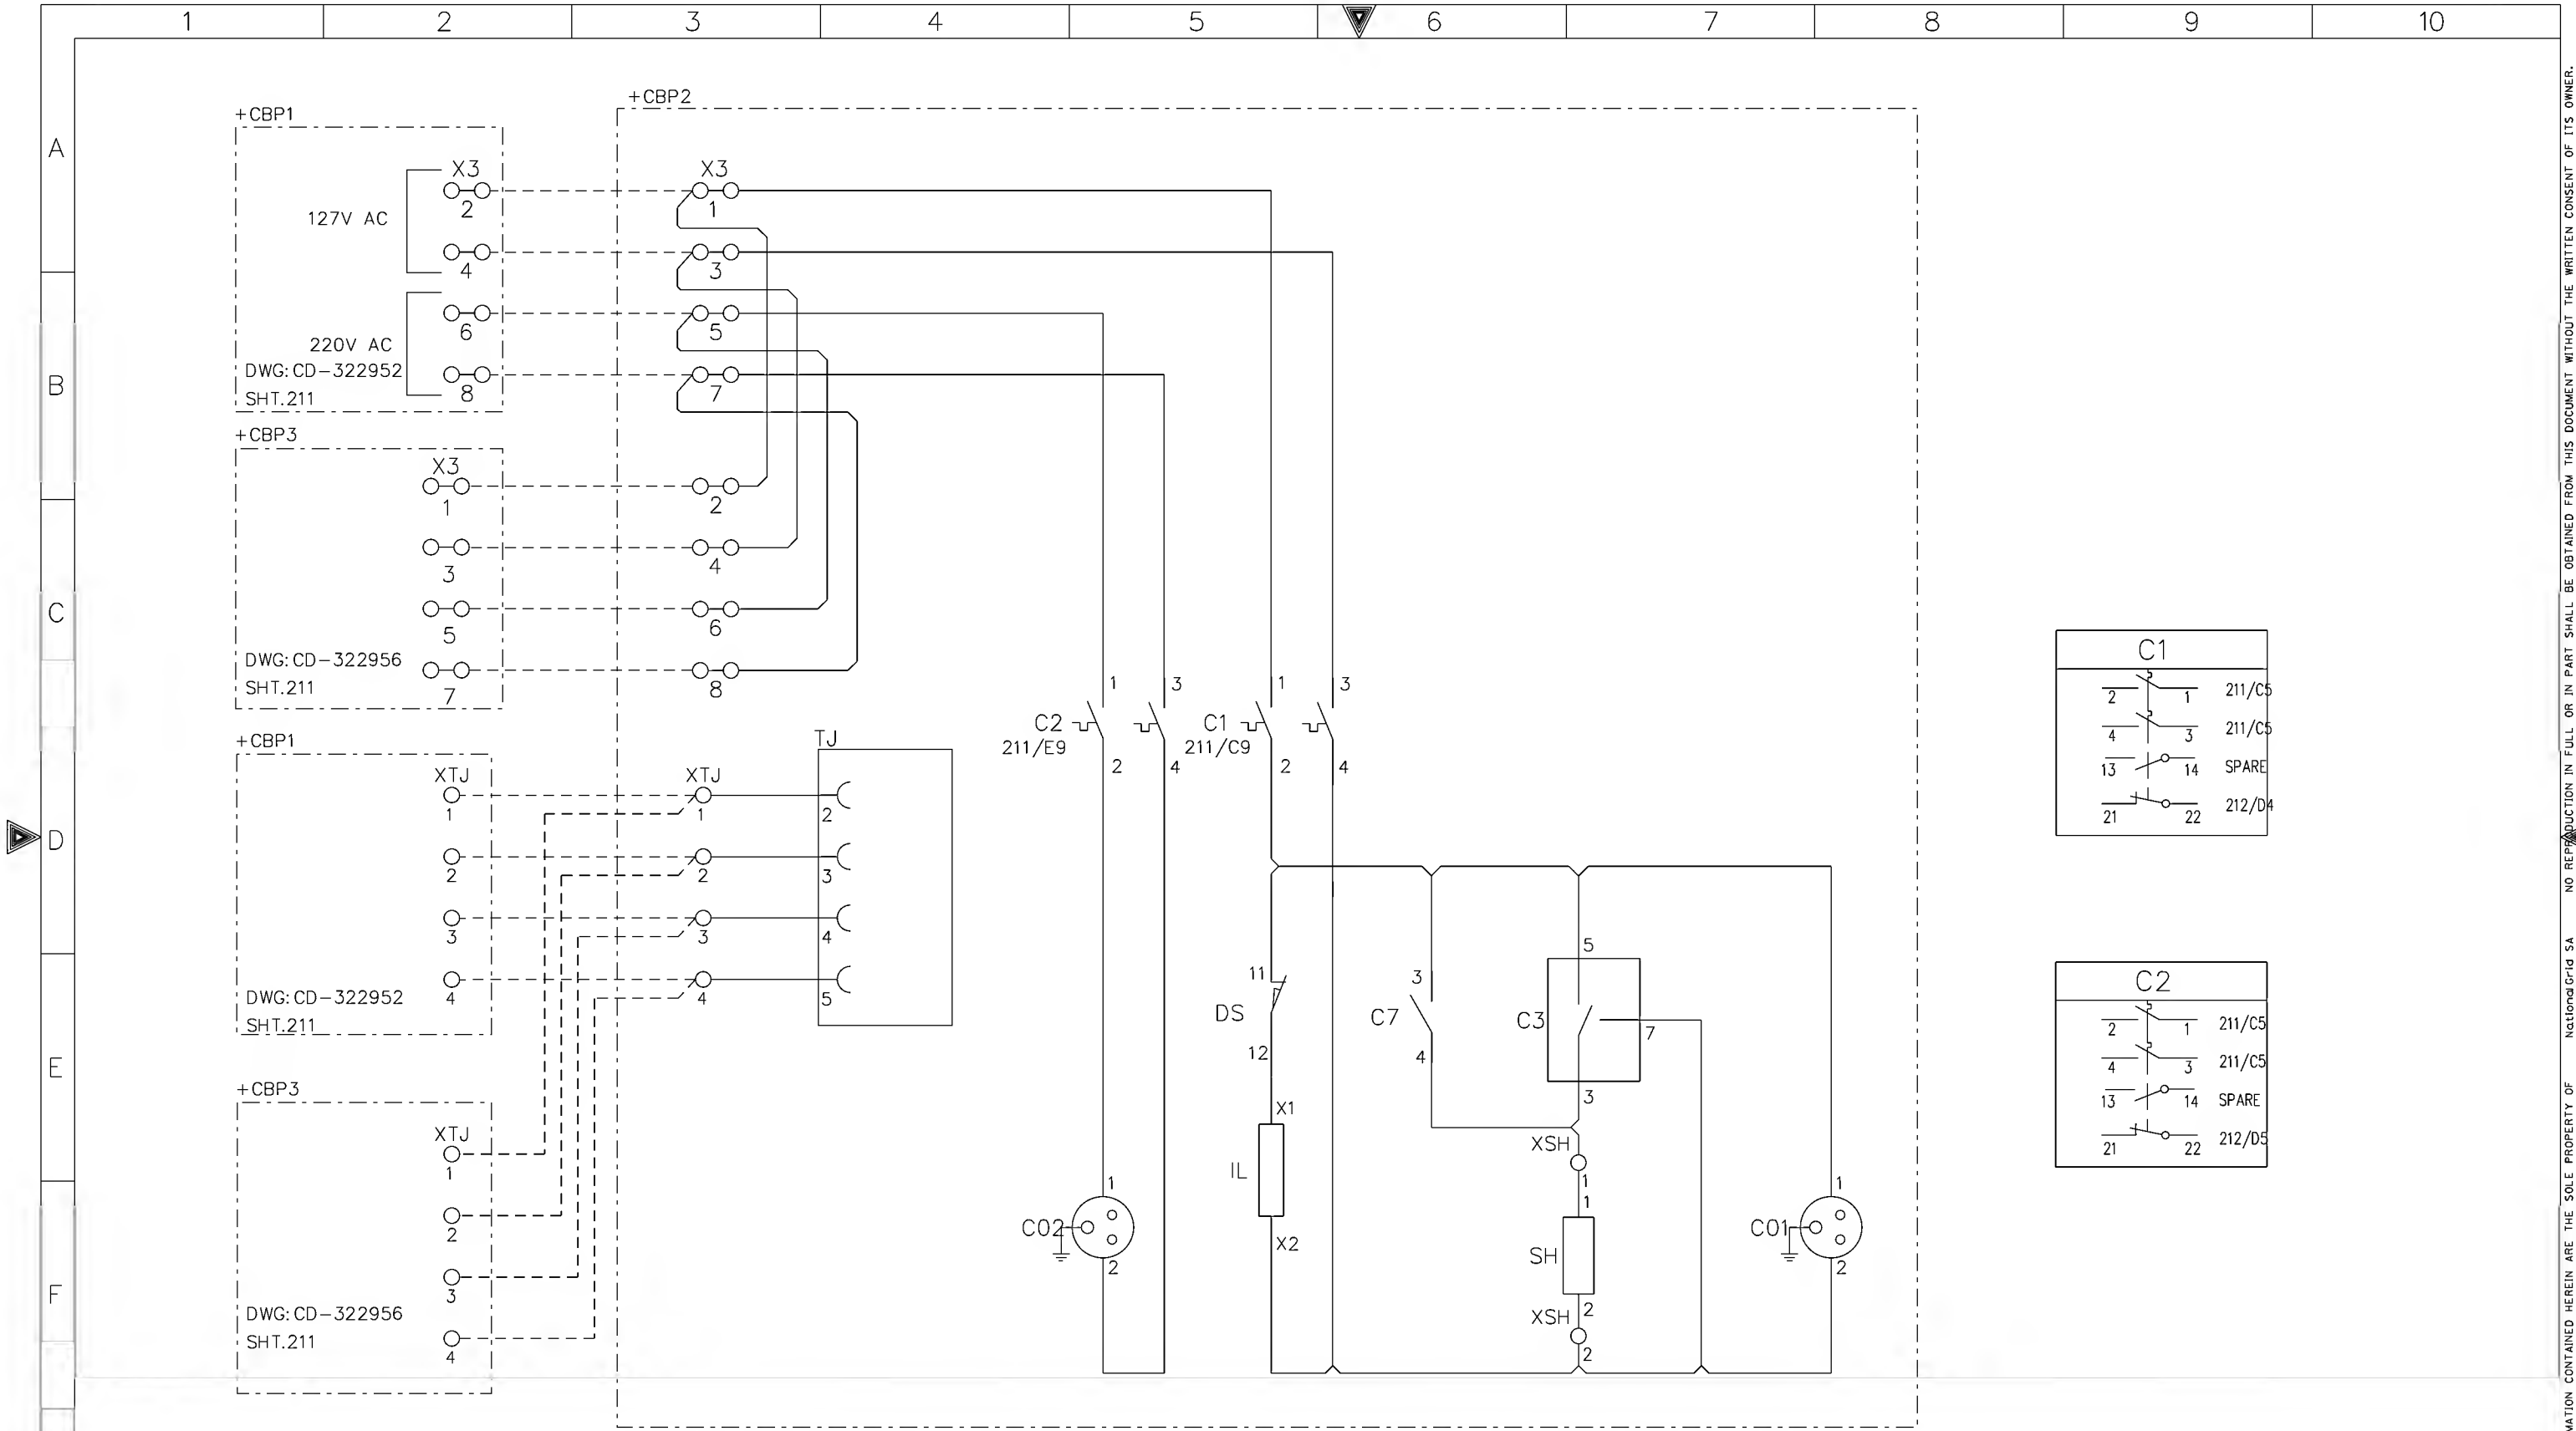 1 2 3 4 5 6 7 8 9 10
A
B
C
D
E
F
+CBP1
X3
127V AC
2
4
220V AC
6
8
DWG:CD-322952
SHT.211
+CBP3
X3
1
3
5
7
DWG:CD-322956
SHT.211
+CBP1
XTJ
1
2
3
4
DWG:CD-322952
SHT.211
+CBP3
XTJ
1
2
3
4
DWG:CD-322956
SHT.211
+CBP2
X3
1
3
5
7
2
4
6
8
XTJ
1
2
3
4
TJ
2
3
4
5
1 3
C2
211/E9
2 4
1 3
C1
211/C9
2 4
11
DS
12
X1
IL
X2
3
C7
4
5
C3
7
3
XSH
1
1
SH
2
XSH
2
1
CO2
2
1
CO1
2
C1
2 1 211/C5
4 3 211/C5
13 14 SPARE
21 22 212/D4
C2
2 1 211/C5
4 3 211/C5
13 14 SPARE
21 22 212/D5
MATION CONTAINED HEREIN ARE THE SOLE PROPERTY OF NationalGrid SA NO REPRODUCTION IN FULL OR IN PART SHALL BE OBTAINED FROM THIS DOCUMENT WITHOUT THE WRITTEN CONSENT OF ITS OWNER.